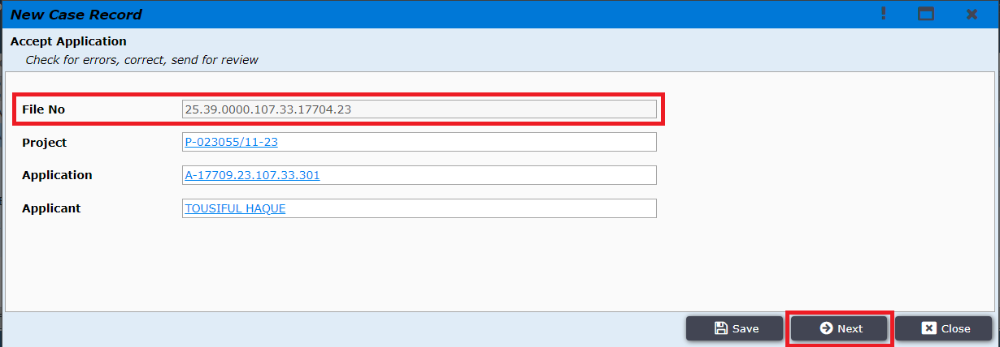 New Case Record
Accept Application
Check for errors, correct, send for review
File No 25.39.0000.107.33.17704.23
Project P-023055/11-23
Application A-17709.23.107.33.301
Applicant TOUSIFUL HAQUE
Save Next Close